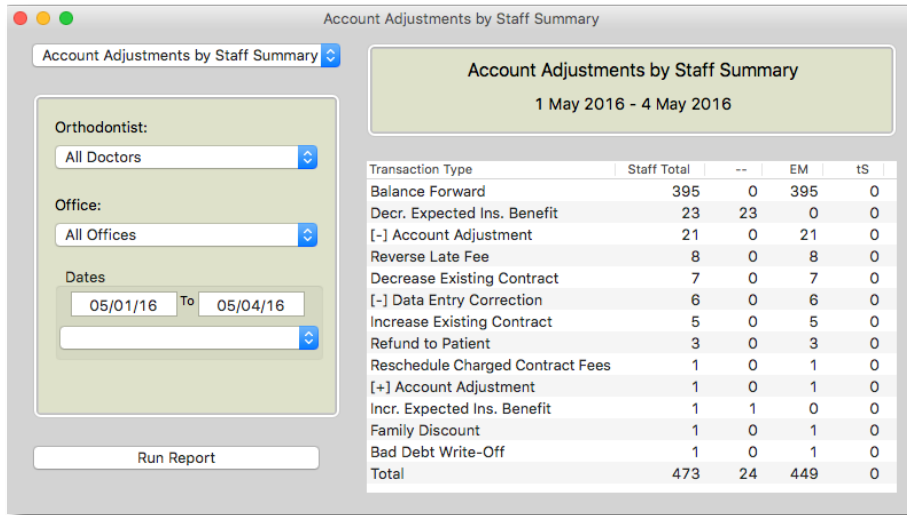 Account Adjustments by Staff Summary
Account Adjustments by Staff Summary
Orthodontist:
All Doctors
Office:
All Offices
Dates
05/01/16 To 05/04/16
Run Report
Account Adjustments by Staff Summary
1 May 2016 - 4 May 2016
Transaction Type Staff Total -- EM tS
Balance Forward 395 0 395 0
Decr. Expected Ins. Benefit 23 23 0 0
[-] Account Adjustment 21 0 21 0
Reverse Late Fee 8 0 8 0
Decrease Existing Contract 7 0 7 0
[-] Data Entry Correction 6 0 6 0
Increase Existing Contract 5 0 5 0
Refund to Patient 3 0 3 0
Reschedule Charged Contract Fees 1 0 1 0
[+] Account Adjustment 1 0 1 0
Incr. Expected Ins. Benefit 1 1 0 0
Family Discount 1 0 1 0
Bad Debt Write-Off 1 0 1 0
Total 473 24 449 0